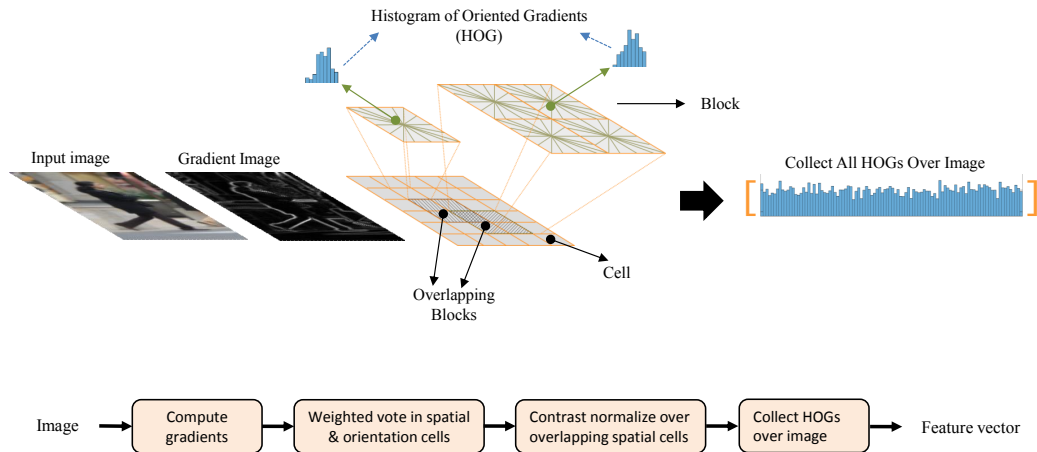 Histogram of Oriented Gradients
(HOG)
Block
Input image
Gradient Image
Collect All HOGs Over Image
Cell
Overlapping
Blocks
Image
Compute
gradients
Weighted vote in spatial
& orientation cells
Contrast normalize over
overlapping spatial cells
Collect HOGs
over image
Feature vector